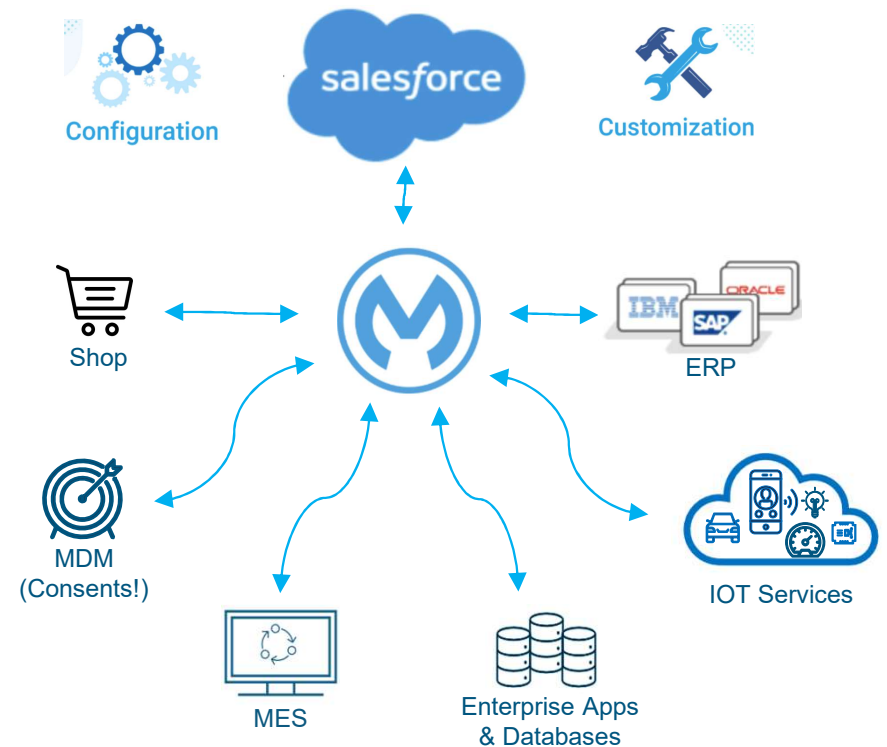 Configuration
salesforce
Customization
Shop
IBM
ORACLE
SAP
ERP
MDM
(Consents!)
IOT Services
MES
Enterprise Apps
& Databases